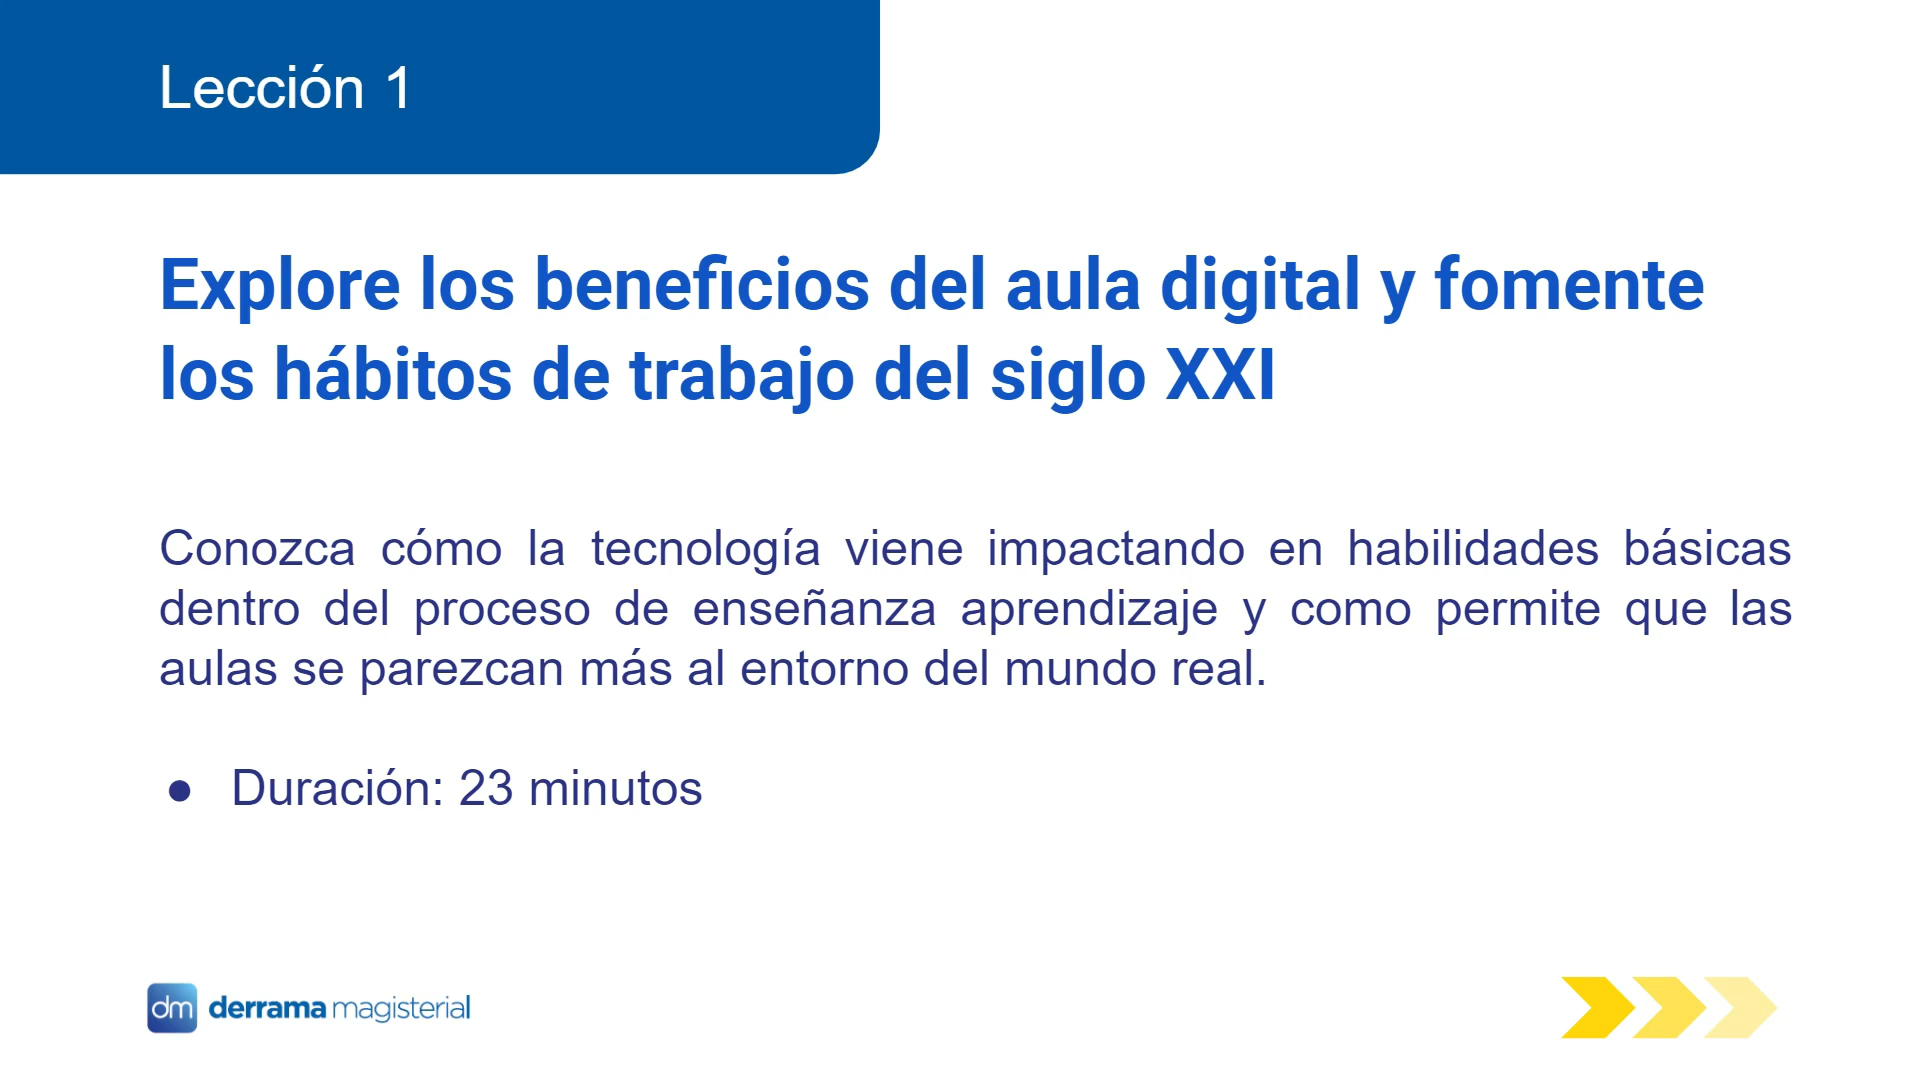 Lección 1
Explore los beneficios del aula digital y fomente
los hábitos de trabajo del siglo XXI
Conozca cómo la tecnología viene impactando en habilidades básicas
dentro del proceso de enseñanza aprendizaje y como permite que las
aulas se parezcan más al entorno del mundo real.
● Duración: 23 minutos
dm derrama magisterial